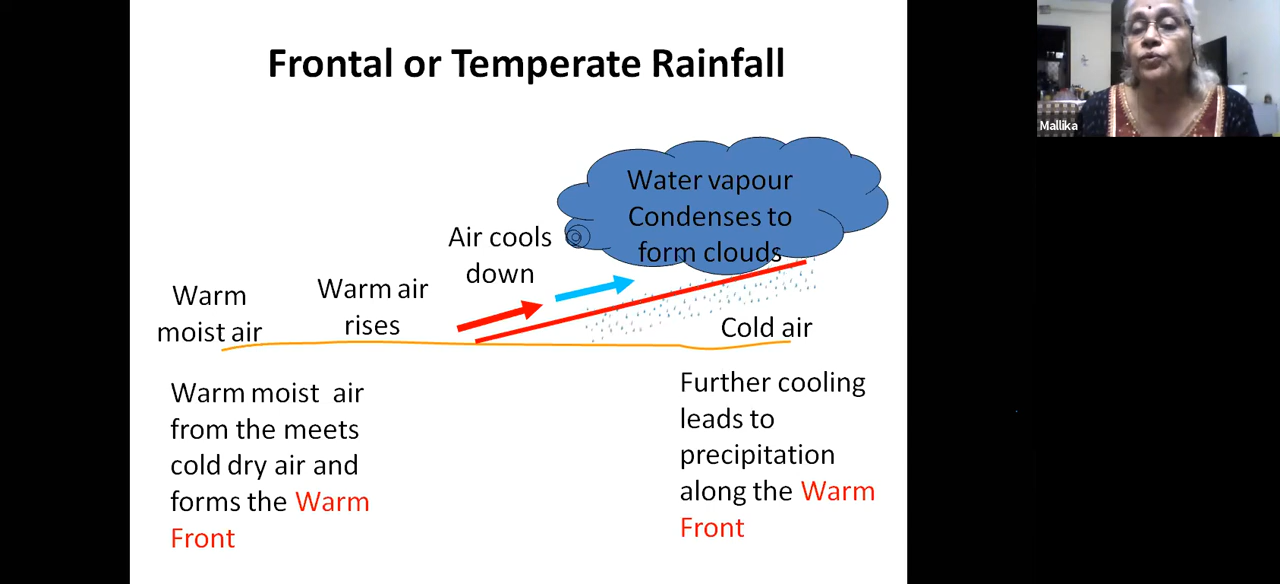 Frontal or Temperate Rainfall
Mallika
Water vapour
Condenses to
form clouds
Air cools
down
Warm air
rises
Warm
moist air
Cold air
Warm moist air
from the meets
cold dry air and
forms the Warm
Front
Further cooling
leads to
precipitation
along the Warm
Front